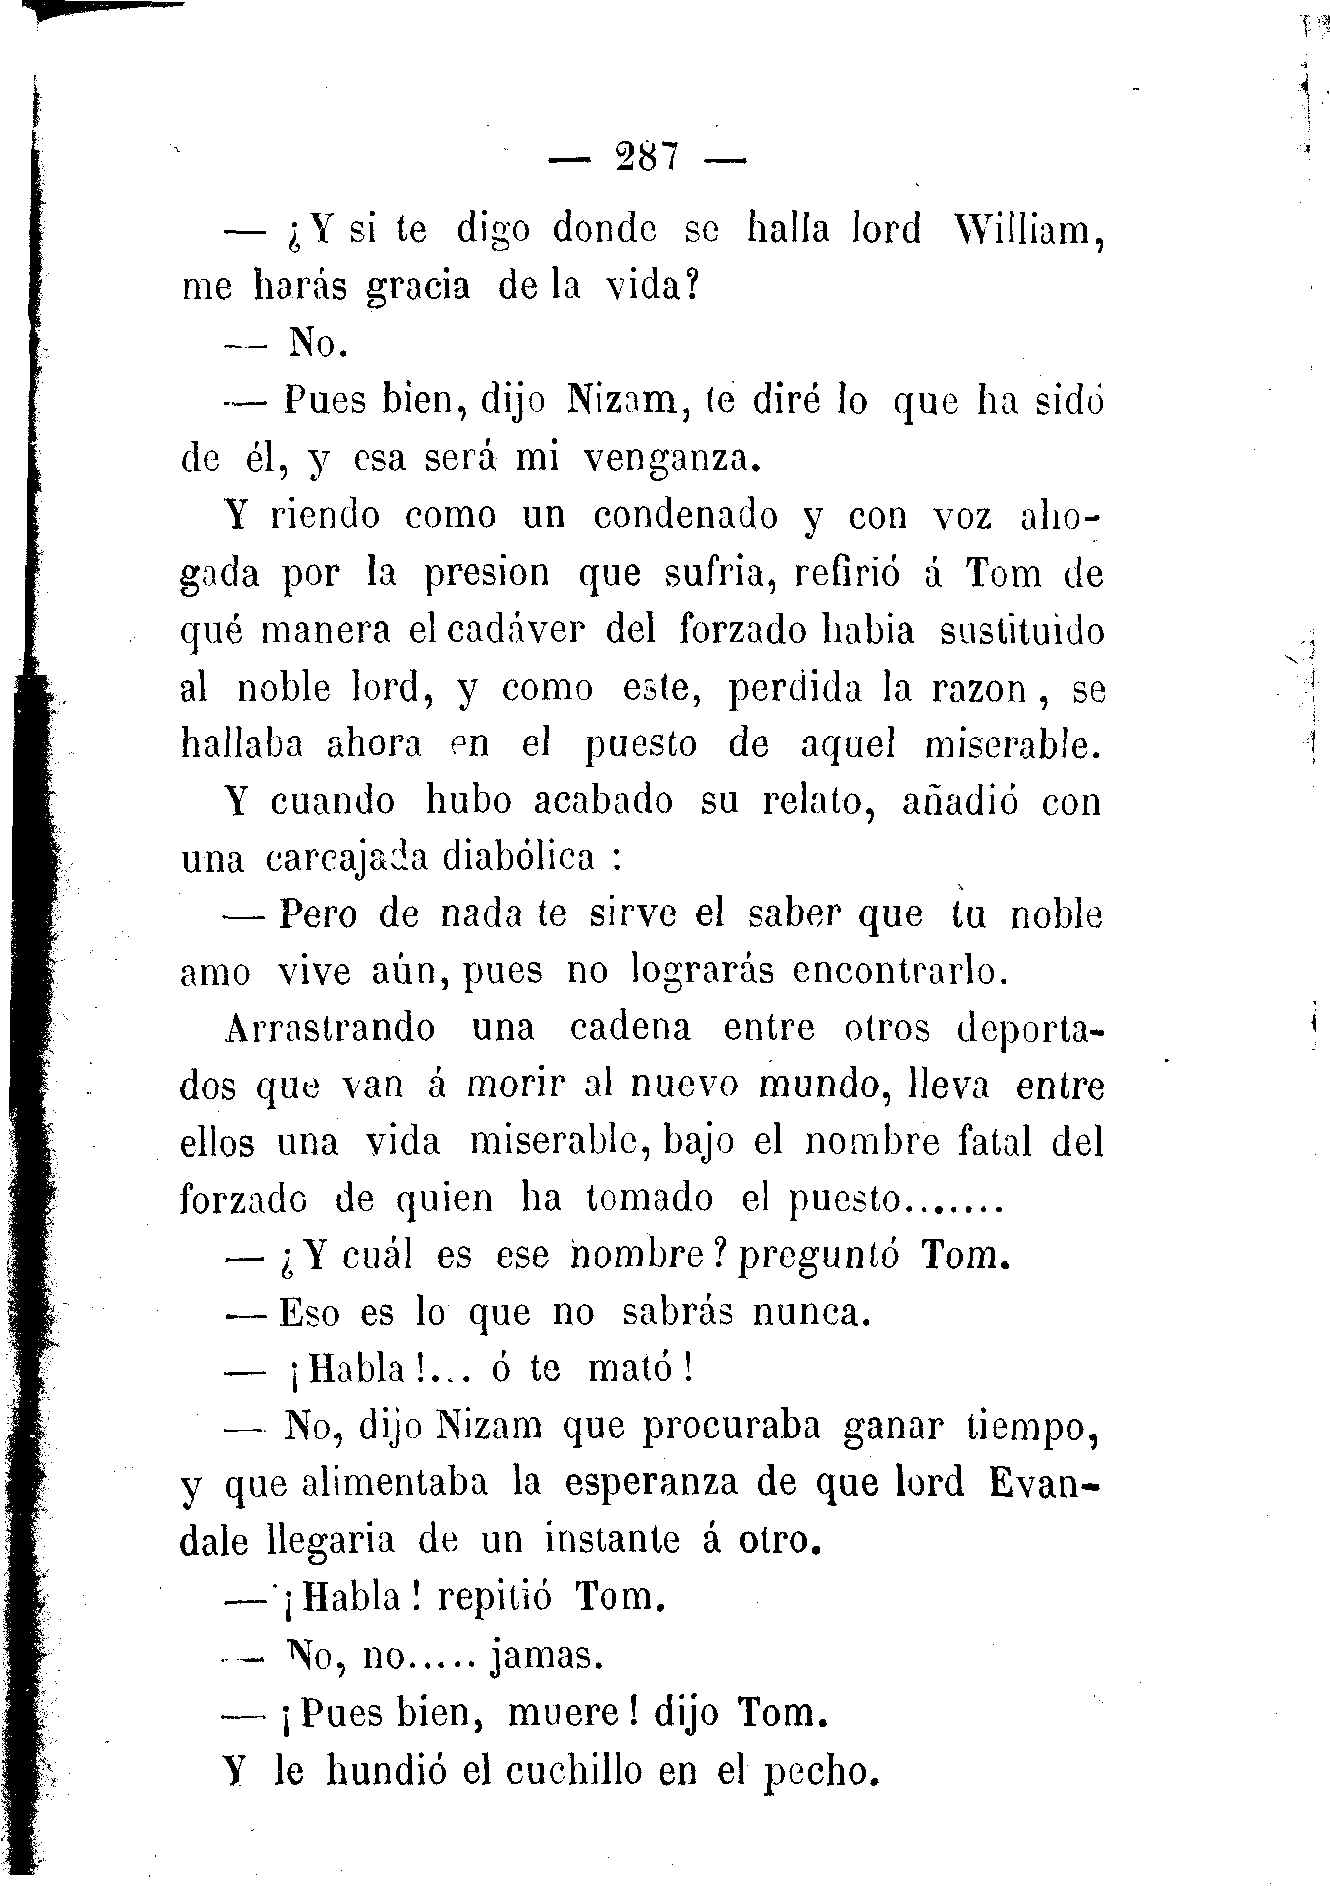 — 287 —
— ¿Y si te digo donde se halla lord William,
me harás gracia de la vida?
— No.
— Pues bien, dijo Nizam, te diré lo que ha sido
de él, y esa será mi venganza.
Y riendo como un condenado y con voz aho-
gada por la presion que sufria, refirió á Tom de
qué manera el cadáver del forzado habia sustituido
al noble lord, y como este, perdida la razon, se
hallaba ahora en el puesto de aquel miserable.
Y cuando hubo acabado su relato, añadió con
una carcajada diabólica :
— Pero de nada te sirve el saber que tu noble
amo vive aún, pues no lograrás encontrarlo.
Arrastrando una cadena entre otros deporta-
dos que van á morir al nuevo mundo, lleva entre
ellos una vida miserable, bajo el nombre fatal del
forzado de quien ha tomado el puesto.......
— ¿Y cuál es ese nombre? preguntó Tom.
— Eso es lo que no sabrás nunca.
— ¡Habla!... ó te mató!
— No, dijo Nizam que procuraba ganar tiempo,
y que alimentaba la esperanza de que lord Evan-
dale llegaria de un instante á otro.
— ¡Habla! repitió Tom.
— No, no..... jamas.
— ¡Pues bien, muere! dijo Tom.
Y le hundió el cuchillo en el pecho.